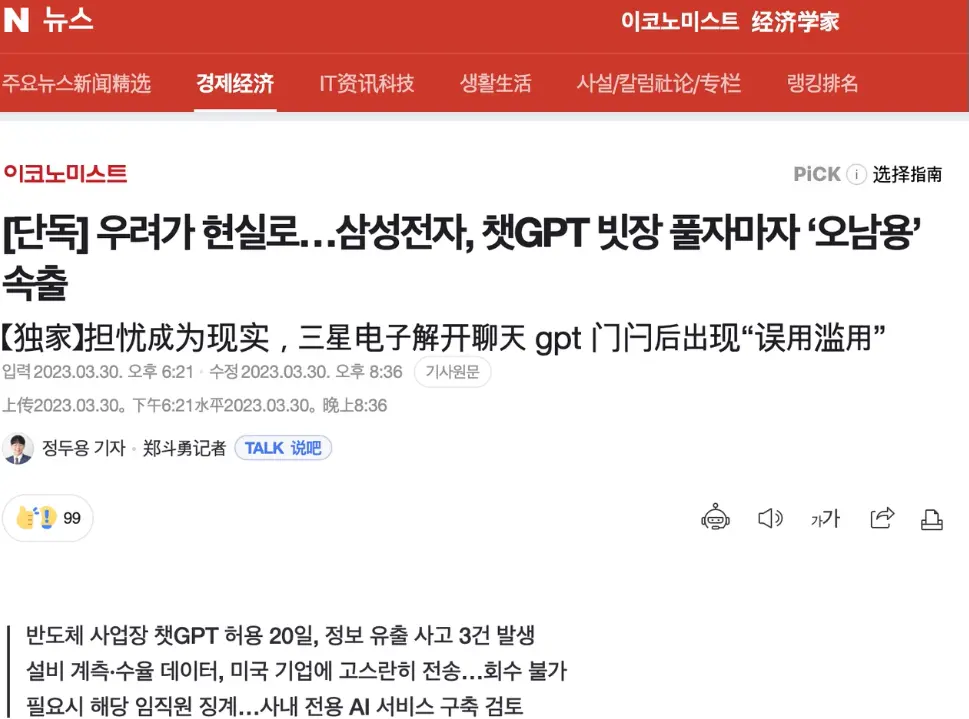 N 뉴스
이코노미스트 经济学家
주요뉴스新闻精选 경제经济 IT资讯科技 생활生活 사설/칼럼社论/专栏 랭킹排名
이코노미스트
PiCK i 选择指南
[단독] 우려가 현실로…삼성전자, 챗GPT 빗장 풀자마자 ‘오남용’
속출
【独家】担忧成为现实，三星电子解开聊天 gpt 门闩后出现“误用滥用”
입력 2023.03.30. 오후 6:21 · 수정 2023.03.30. 오후 8:36 기사원문
上传2023.03.30。下午6:21水平2023.03.30。晚上8:36
정두용 기자 · 郑斗勇记者 TALK 说吧
99
가가
반도체 사업장 챗GPT 허용 20일, 정보 유출 사고 3건 발생
설비 계측·수율 데이터, 미국 기업에 고스란히 전송…회수 불가
필요시 해당 임직원 징계…사내 전용 AI 서비스 구축 검토